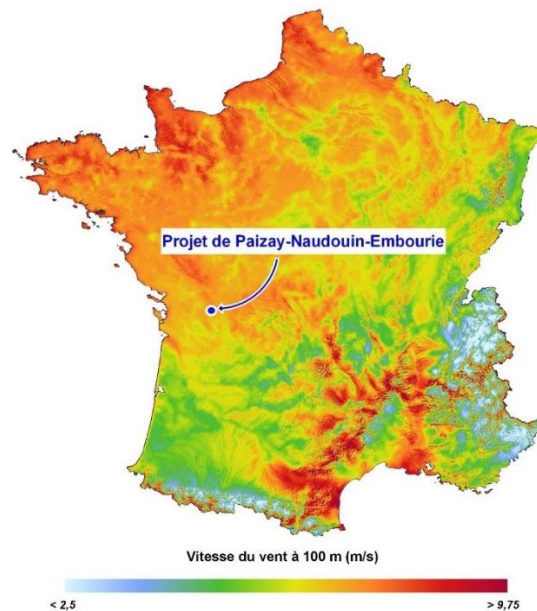 Projet de Paizay-Naudouin-Embourie
Vitesse du vent à 100 m (m/s)
< 2,5
> 9,75